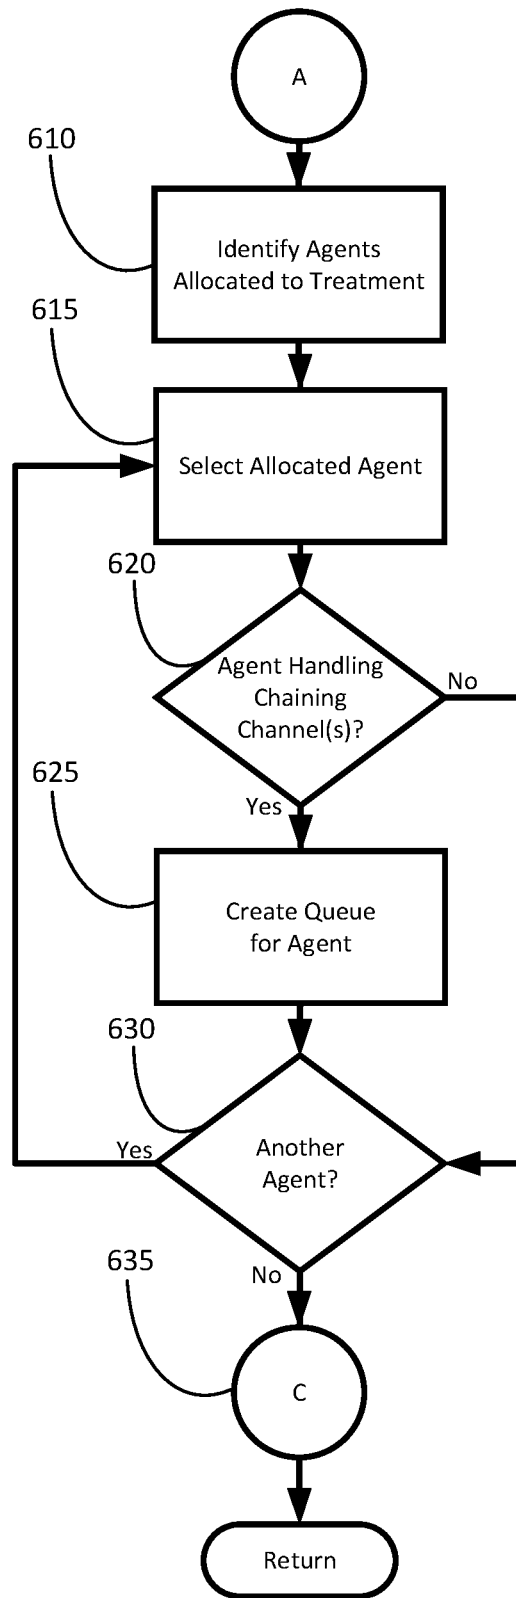 A
610
Identify Agents
Allocated to Treatment
615
Select Allocated Agent
620
Agent Handling
Chaining
Channel(s)?
No
625
Yes
Create Queue
for Agent
630
Yes
Another
Agent?
635
No
C
Return